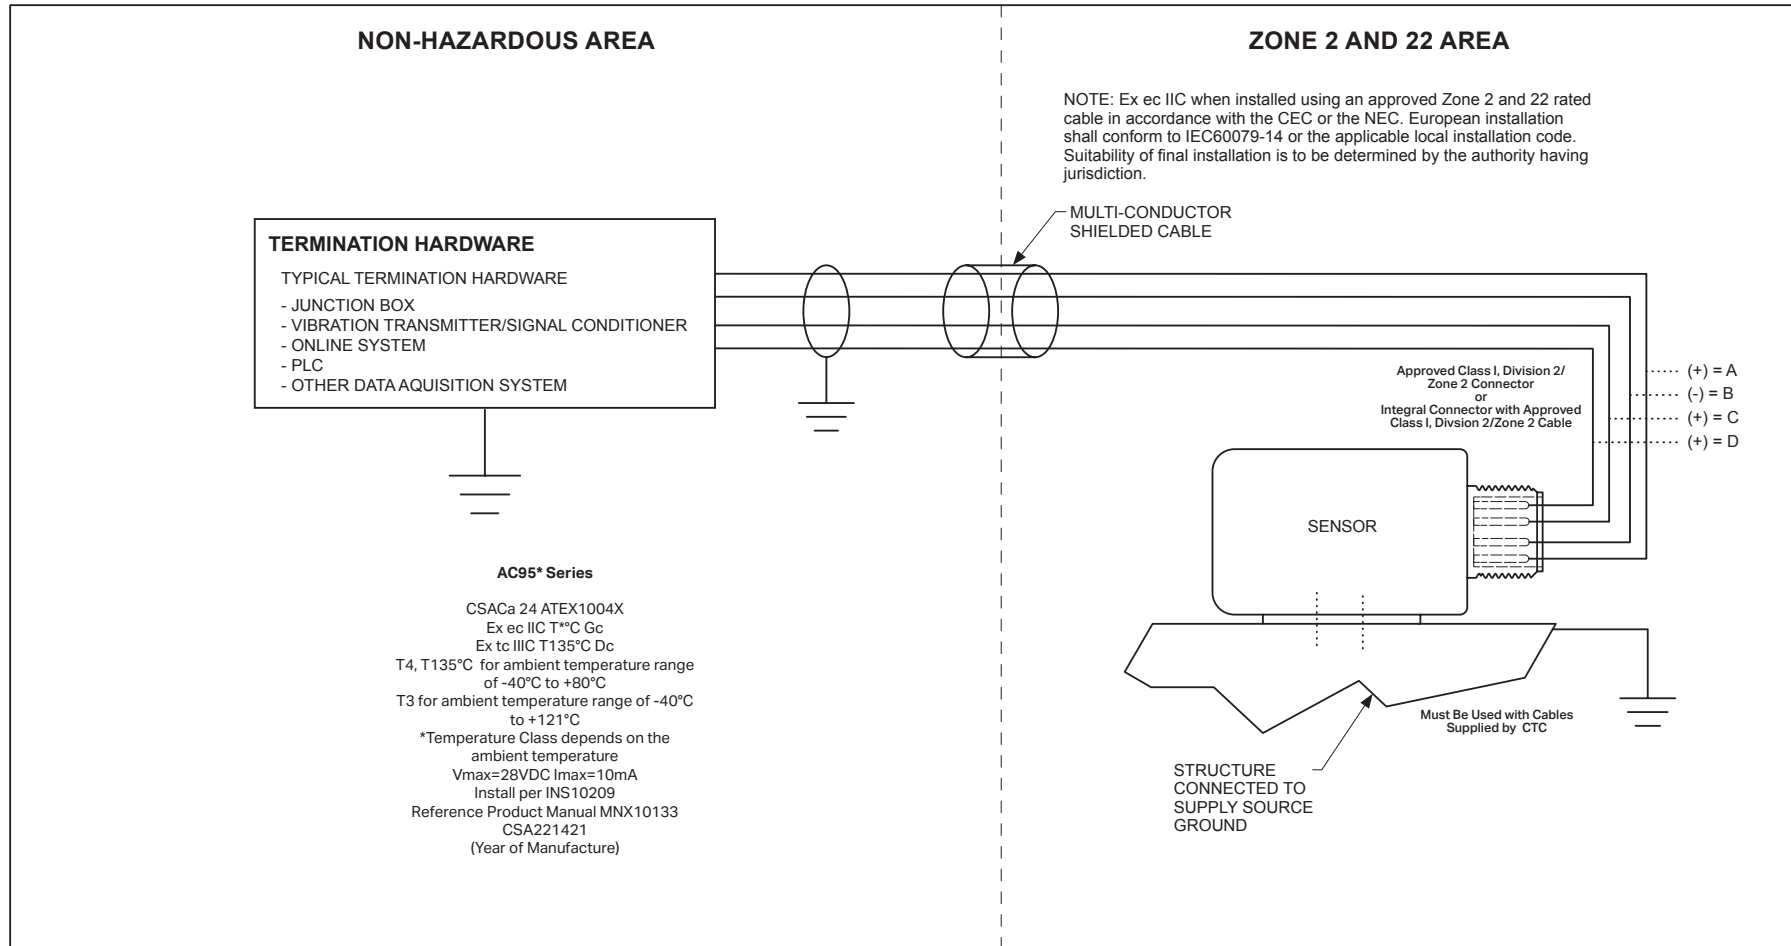 NON-HAZARDOUS AREA
ZONE 2 AND 22 AREA
NOTE: Ex ec IIC when installed using an approved Zone 2 and 22 rated
cable in accordance with the CEC or the NEC. European installation
shall conform to IEC60079-14 or the applicable local installation code.
Suitability of final installation is to be determined by the authority having
jurisdiction.
MULTI-CONDUCTOR
SHIELDED CABLE
TERMINATION HARDWARE
TYPICAL TERMINATION HARDWARE
- JUNCTION BOX
- VIBRATION TRANSMITTER/SIGNAL CONDITIONER
- ONLINE SYSTEM
- PLC
- OTHER DATA AQUISITION SYSTEM
Approved Class I, Division 2/
Zone 2 Connector
or
Integral Connector with Approved
Class I, Divsion 2/Zone 2 Cable
(+) = A
(-) = B
(+) = C
(+) = D
SENSOR
AC95* Series
CSACa 24 ATEX1004X
Ex ec IIC T*°C Gc
Ex tc IIIC T135°C Dc
T4, T135°C for ambient temperature range
of -40°C to +80°C
T3 for ambient temperature range of -40°C
to +121°C
*Temperature Class depends on the
ambient temperature
Vmax=28VDC Imax=10mA
Install per INS10209
Reference Product Manual MNX10133
CSA221421
(Year of Manufacture)
Must Be Used with Cables
Supplied by CTC
STRUCTURE
CONNECTED TO
SUPPLY SOURCE
GROUND